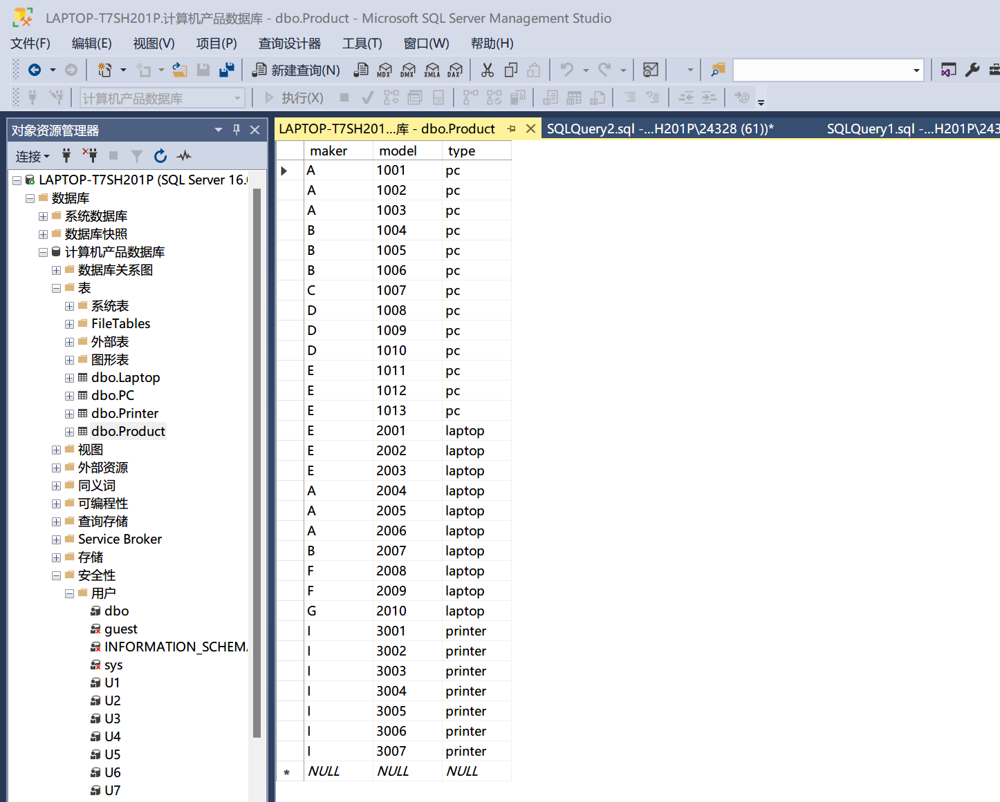 LAPTOP-T7SH201P.计算机产品数据库 - dbo.Product - Microsoft SQL Server Management Studio
文件(F) 编辑(E) 视图(V) 项目(P) 查询设计器 工具(T) 窗口(W) 帮助(H)
新建查询(N) MDX DMX XMLA DAX
计算机产品数据库 执行(X)
对象资源管理器
连接
LAPTOP-T7SH201P (SQL Server 16.
数据库
系统数据库
数据库快照
计算机产品数据库
数据库关系图
表
系统表
FileTables
外部表
图形表
dbo.Laptop
dbo.PC
dbo.Printer
dbo.Product
视图
外部资源
同义词
可编程性
查询存储
Service Broker
存储
安全性
用户
dbo
guest
INFORMATION_SCHEMA
sys
U1
U2
U3
U4
U5
U6
U7
LAPTOP-T7SH201...库 - dbo.Product SQLQuery2.sql -...H201P\24328 (61))* SQLQuery1.sql -...H201P\243
maker model type
A 1001 pc
A 1002 pc
A 1003 pc
B 1004 pc
B 1005 pc
B 1006 pc
C 1007 pc
D 1008 pc
D 1009 pc
D 1010 pc
E 1011 pc
E 1012 pc
E 1013 pc
E 2001 laptop
E 2002 laptop
E 2003 laptop
A 2004 laptop
A 2005 laptop
A 2006 laptop
B 2007 laptop
F 2008 laptop
F 2009 laptop
G 2010 laptop
I 3001 printer
I 3002 printer
I 3003 printer
I 3004 printer
I 3005 printer
I 3006 printer
I 3007 printer
NULL NULL NULL